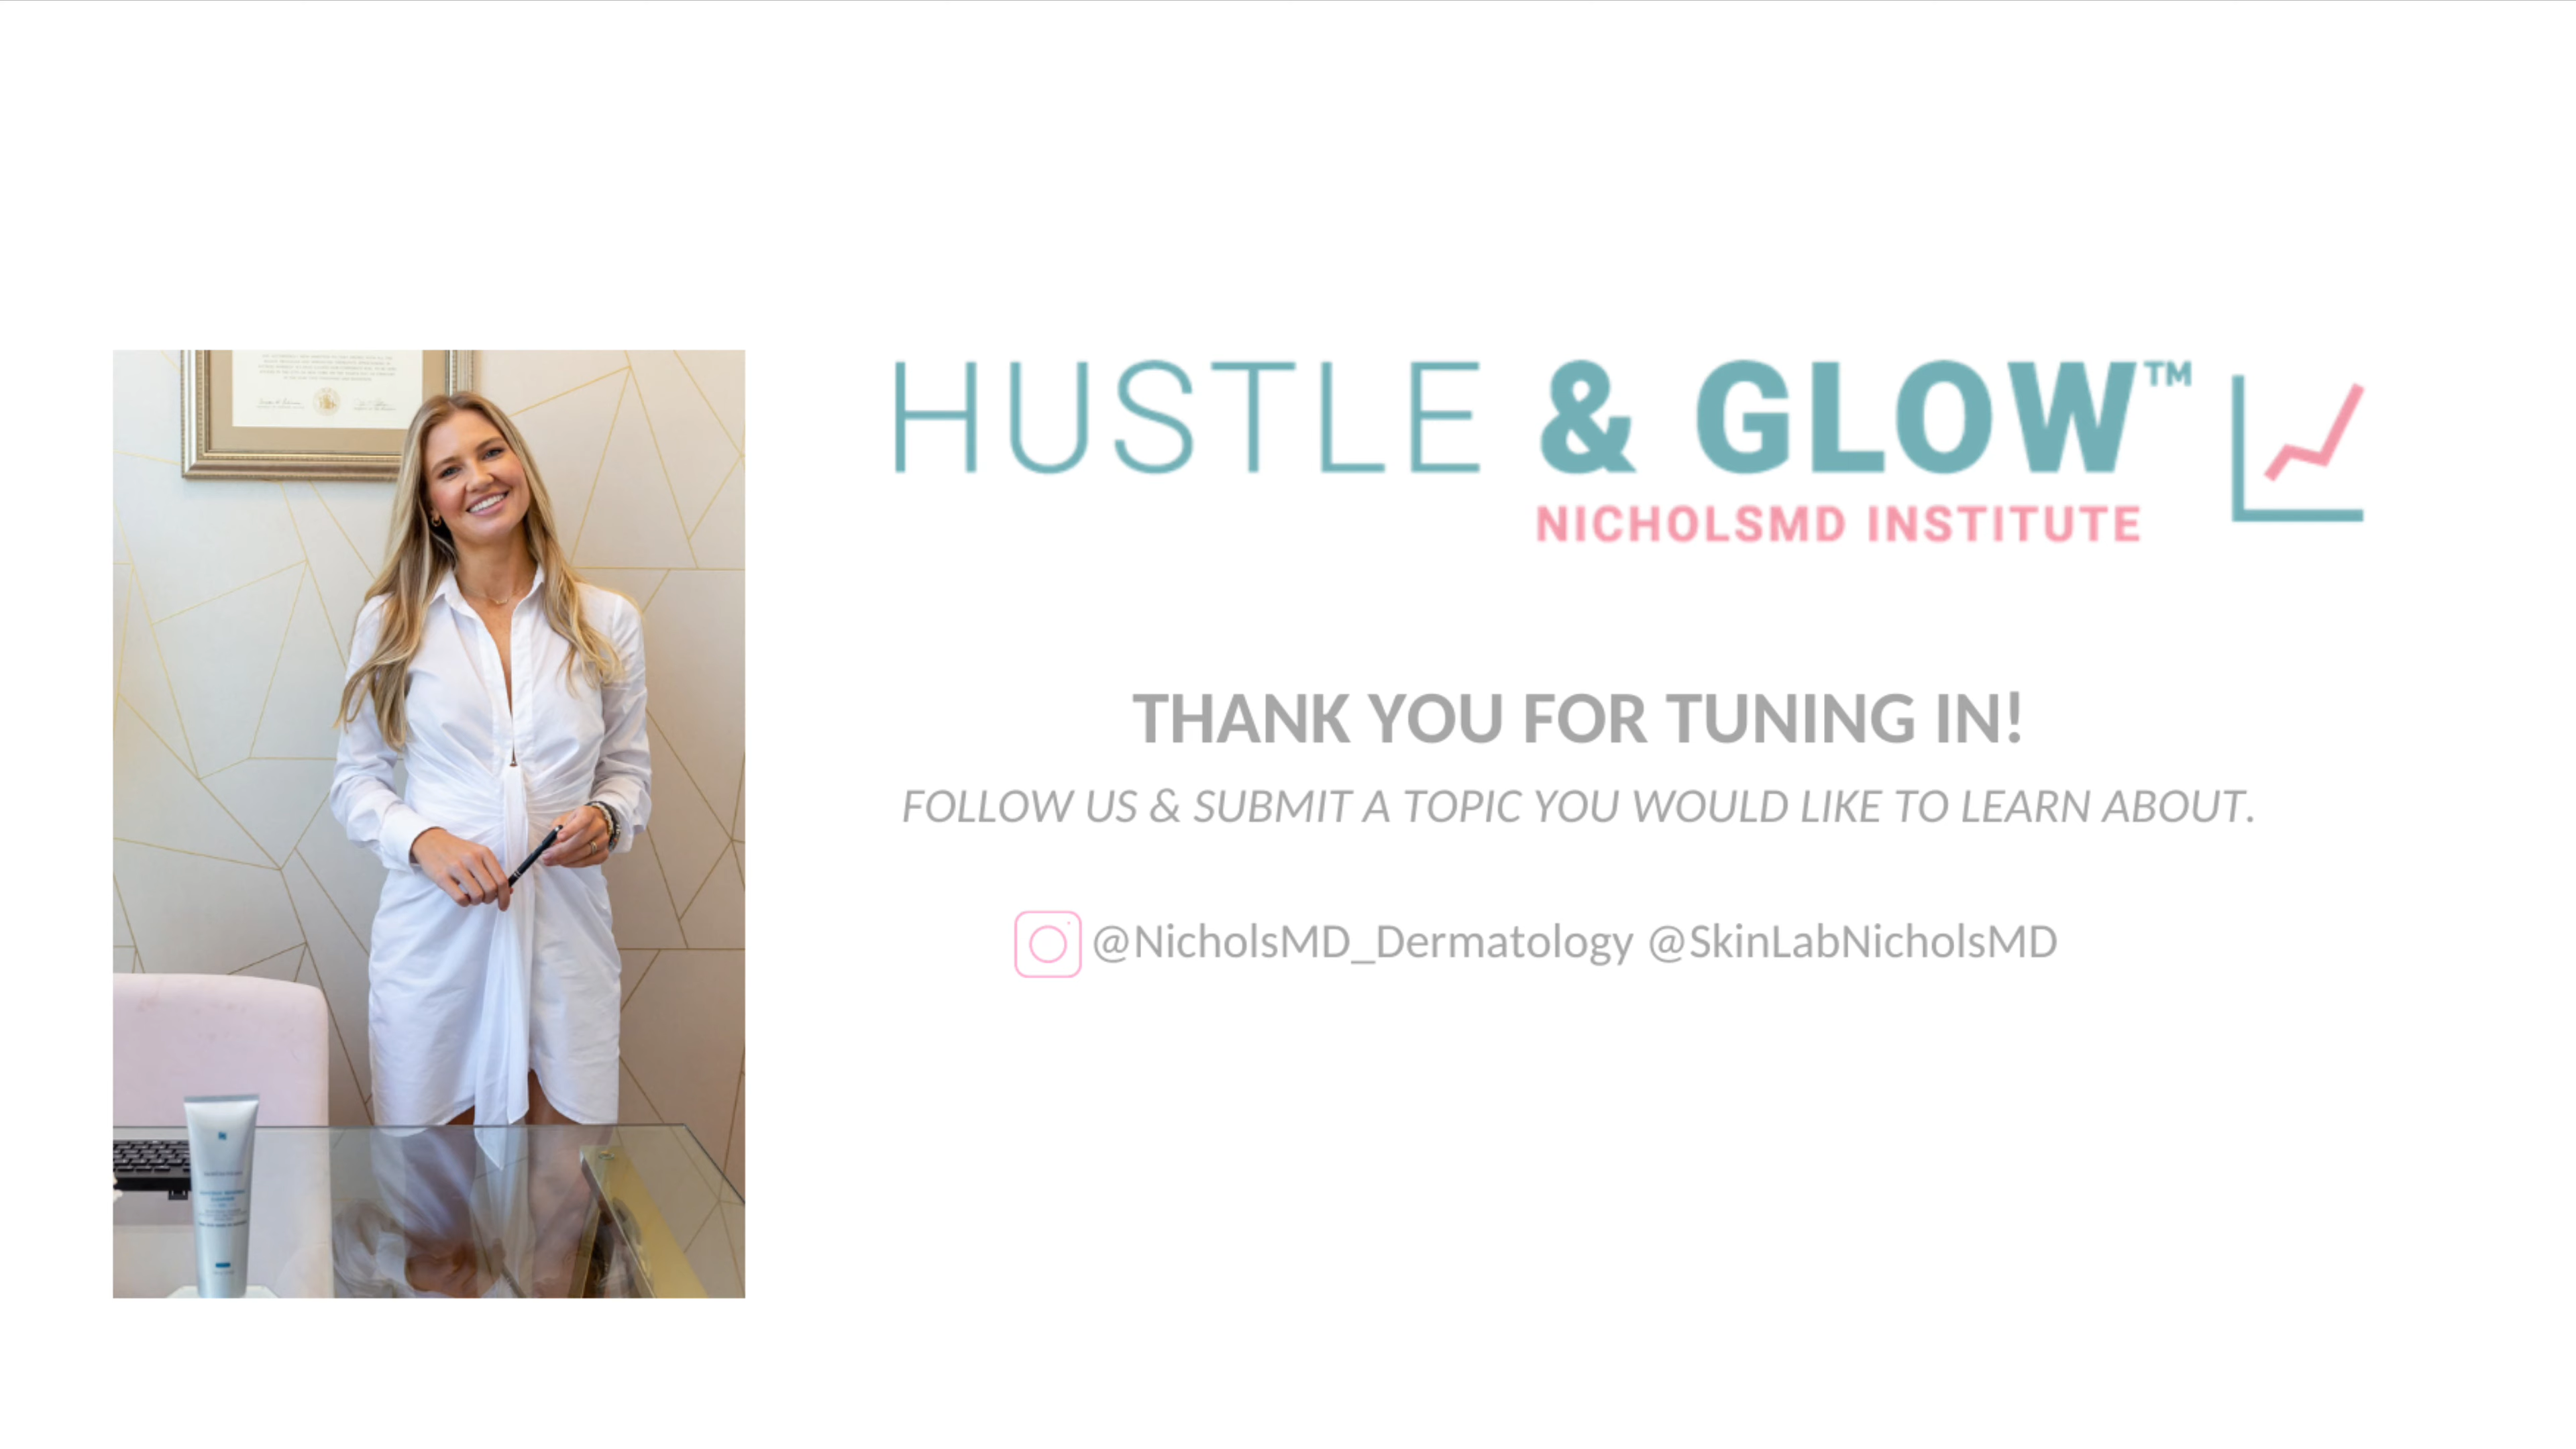 HUSTLE & GLOW™
NICHOLSMD INSTITUTE
THANK YOU FOR TUNING IN!
FOLLOW US & SUBMIT A TOPIC YOU WOULD LIKE TO LEARN ABOUT.
@NicholsMD_Dermatology @SkinLabNicholsMD